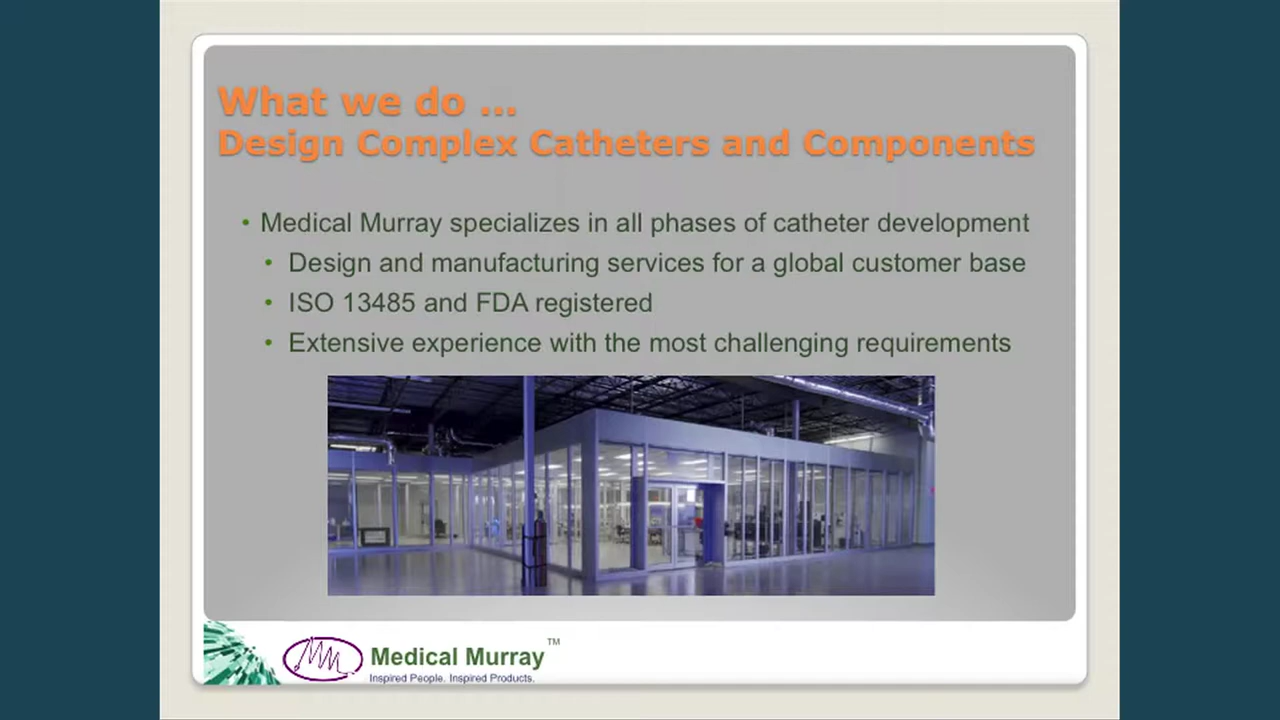 What we do ...
Design Complex Catheters and Components
• Medical Murray specializes in all phases of catheter development
• Design and manufacturing services for a global customer base
• ISO 13485 and FDA registered
• Extensive experience with the most challenging requirements
Medical Murray™
Inspired People. Inspired Products.